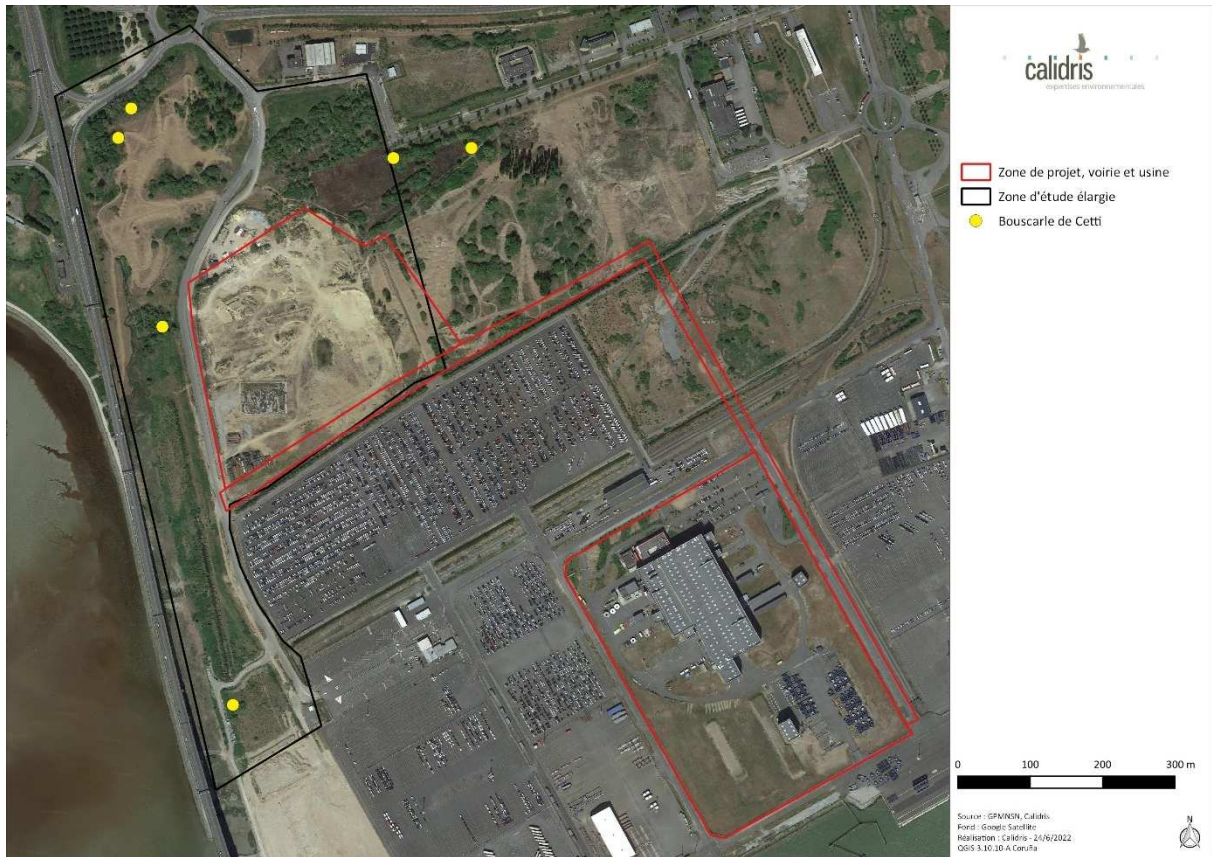 calidris
expertises environnementales
Zone de projet, voirie et usine
Zone d'étude élargie
Bouscarle de Cetti
0 100 200 300 m
Source : GPMNSN, Calidris
Fond : Google Satellite
Réalisation : Calidris - 24/6/2022
QGIS 3.10.10-A Coruña
N